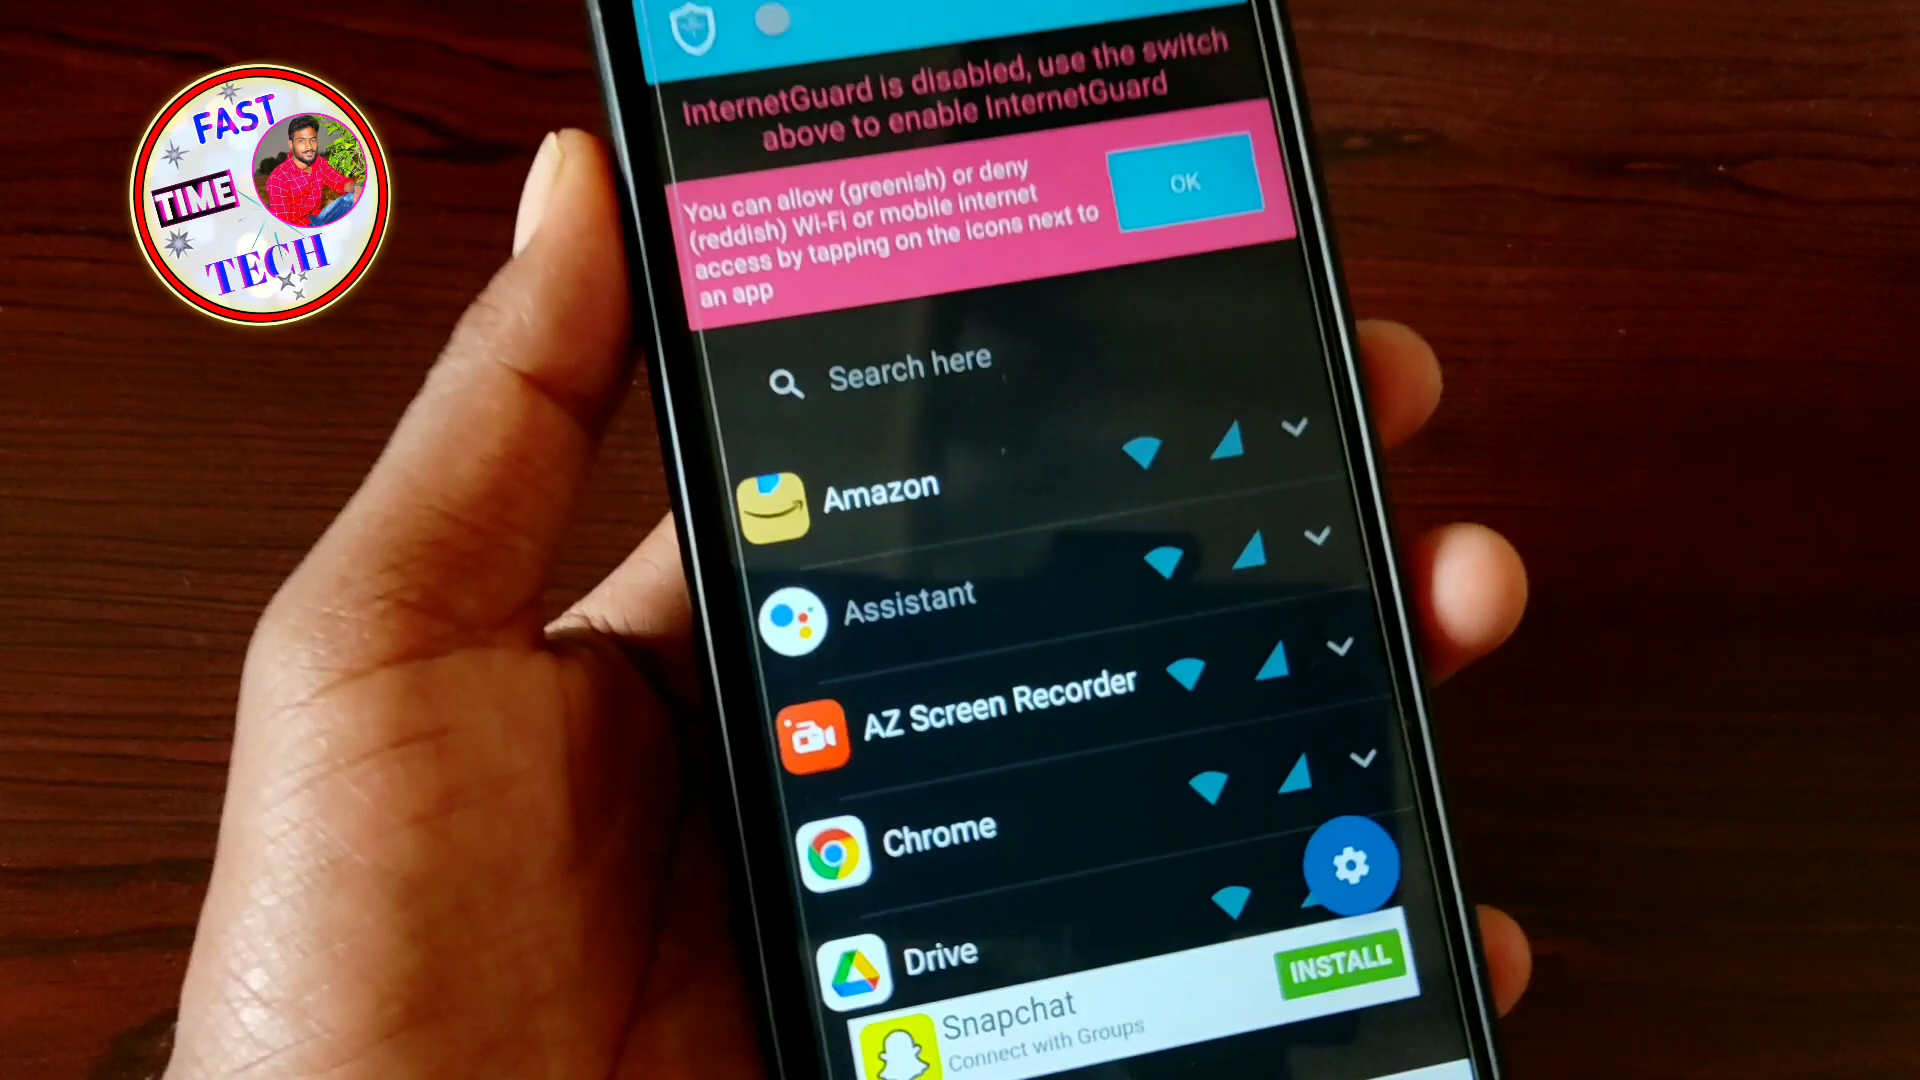 FAST
TIME
TECH
InternetGuard is disabled, use the switch
above to enable InternetGuard
You can allow (greenish) or deny
(reddish) Wi-Fi or mobile internet
access by tapping on the icons next to
an app
OK
Search here
Amazon
Assistant
AZ Screen Recorder
Chrome
Drive
Snapchat
Connect with Groups
INSTALL